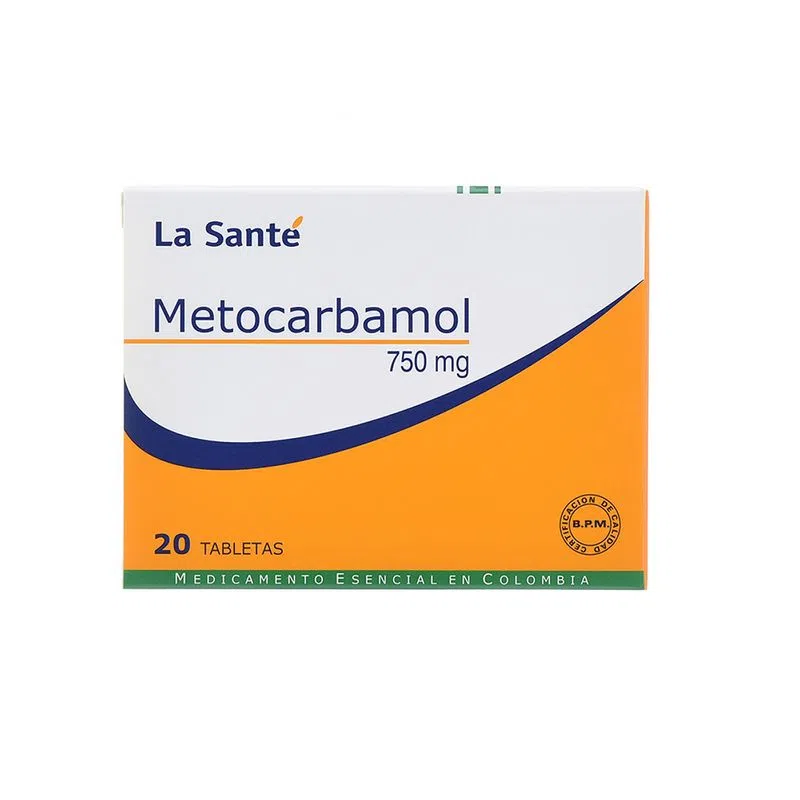 La Santé
Metocarbamol
750 mg
20 TABLETAS
CERTIFICACION DE CALIDAD
B.P.M.
MEDICAMENTO ESENCIAL EN COLOMBIA